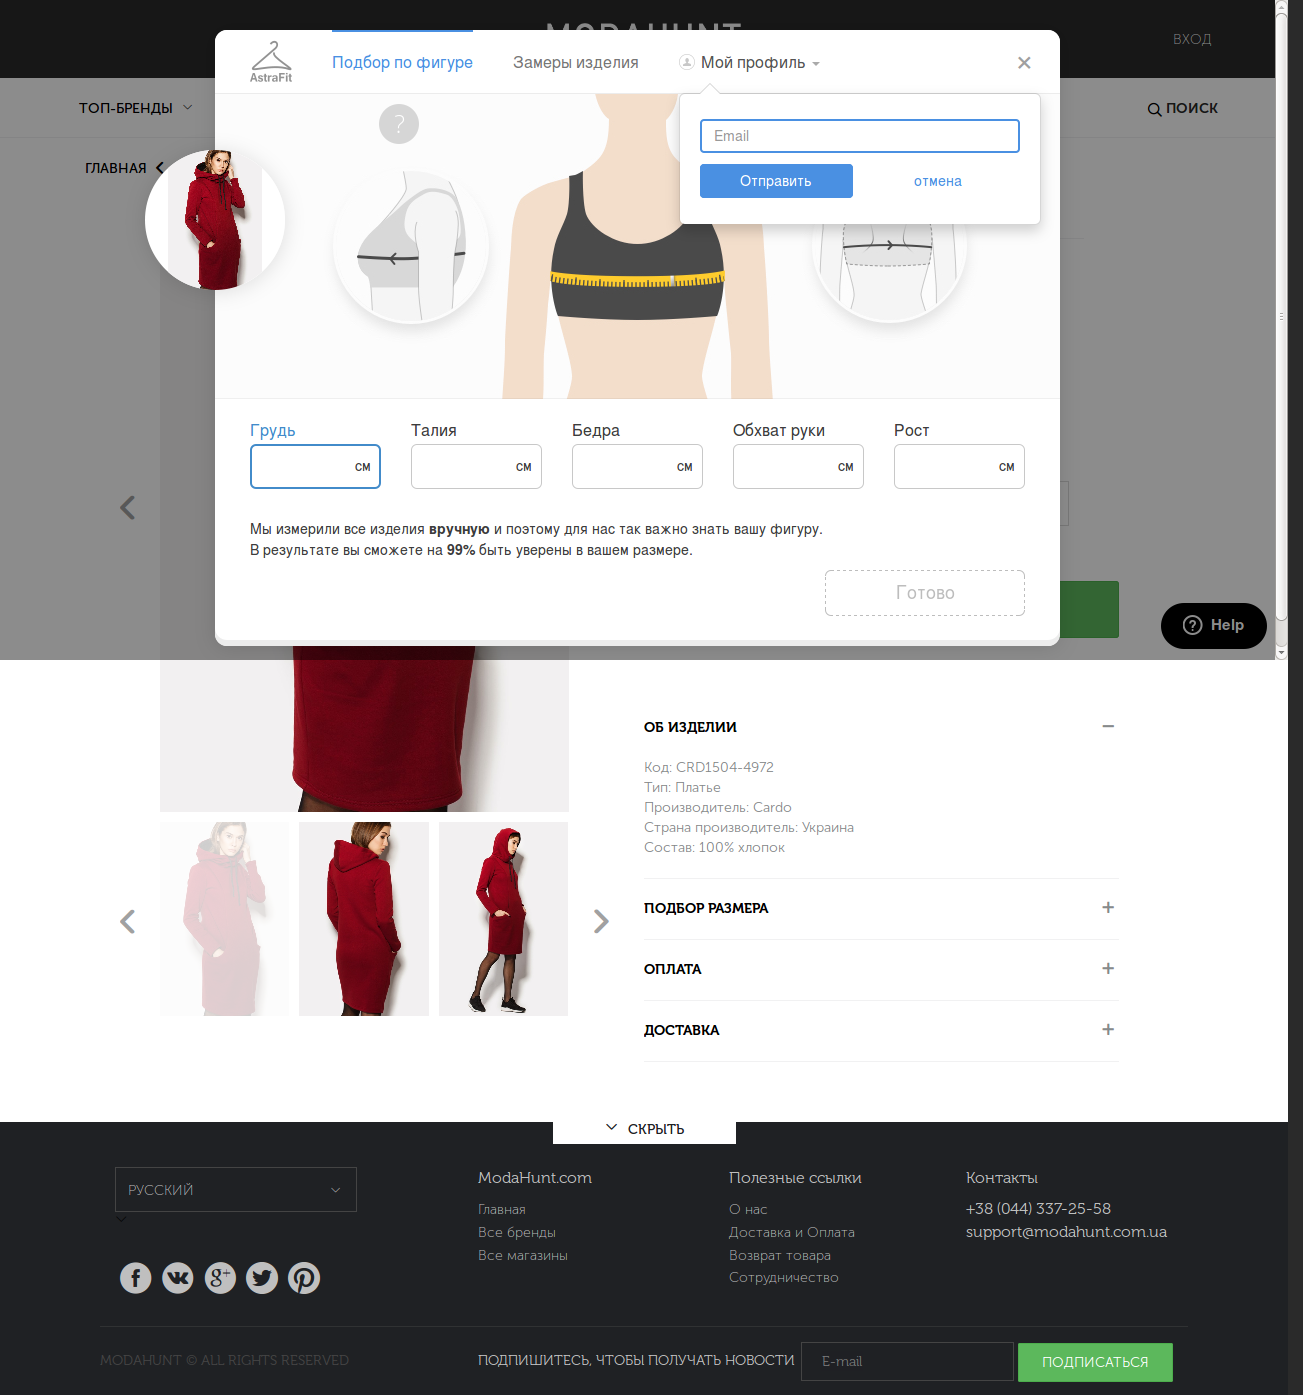 MODAHUNT
ВХОД
AstraFit
Подбор по фигуре
Замеры изделия
Мой профиль
×
ТОП-БРЕНДЫ
ПОИСК
ГЛАВНАЯ
?
Email
Отправить
отмена
Грудь
Талия
Бедра
Обхват руки
Рост
см
см
см
см
см
Мы измерили все изделия вручную и поэтому для нас так важно знать вашу фигуру.
В результате вы сможете на 99% быть уверены в вашем размере.
Готово
? Help
ОБ ИЗДЕЛИИ
Код: CRD1504-4972
Тип: Платье
Производитель: Cardo
Страна производитель: Украина
Состав: 100% хлопок
ПОДБОР РАЗМЕРА
ОПЛАТА
ДОСТАВКА
СКРЫТЬ
РУССКИЙ
ModaHunt.com
Главная
Все бренды
Все магазины
Полезные ссылки
О нас
Доставка и Оплата
Возврат товара
Сотрудничество
Контакты
+38 (044) 337-25-58
support@modahunt.com.ua
MODAHUNT © ALL RIGHTS RESERVED
ПОДПИШИТЕСЬ, ЧТОБЫ ПОЛУЧАТЬ НОВОСТИ
E-mail
ПОДПИСАТЬСЯ